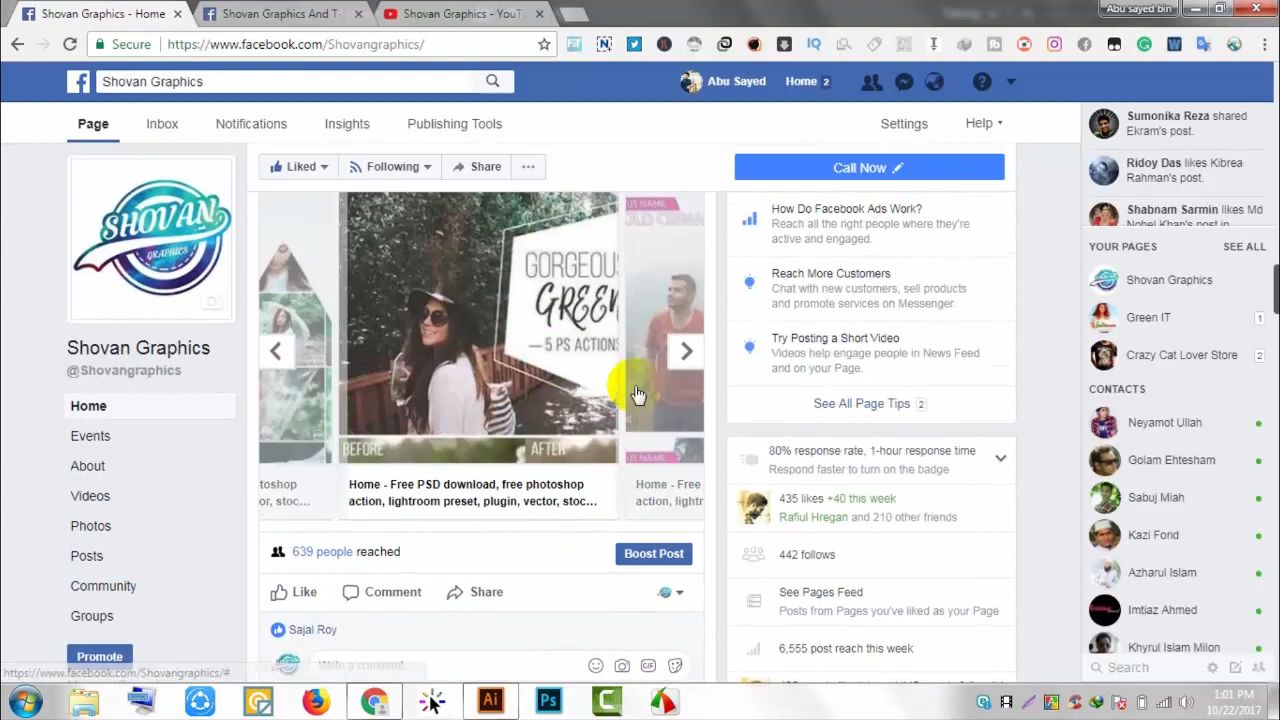 Shovan Graphics - Home
Shovan Graphics And T-
Shovan Graphics - YouT
Abu sayed bin
Secure
https://www.facebook.com/Shovangraphics/
Shovan Graphics
Abu Sayed
Home 2
Page
Inbox
Notifications
Insights
Publishing Tools
Settings
Help
SHOVAN
GRAPHICS
Shovan Graphics
@Shovangraphics
Home
Events
About
Videos
Photos
Posts
Community
Groups
Promote
Liked
Following
Share
Call Now
GORGEOUS
GREEN
— 5 PS ACTIONS
BEFORE
AFTER
Home - Free PSD download, free photoshop
action, lightroom preset, plugin, vector, stoc...
Home - Free
action, lightr
639 people reached
Boost Post
Like
Comment
Share
Sajal Roy
Write a comment...
How Do Facebook Ads Work?
Reach all the right people where they're
active and engaged.
Reach More Customers
Chat with new customers, sell products
and promote services on Messenger.
Try Posting a Short Video
Videos help engage people in News Feed
and on your Page.
See All Page Tips 2
80% response rate, 1-hour response time
Respond faster to turn on the badge
435 likes +40 this week
Rafiul Hregan and 210 other friends
442 follows
See Pages Feed
Posts from Pages you've liked as your Page
6,555 post reach this week
Sumonika Reza shared
Ekram's post.
Ridoy Das likes Kibrea
Rahman's post.
Shabnam Sarmin likes Md
YOUR PAGES
SEE ALL
Shovan Graphics
Green IT
1
Crazy Cat Lover Store
2
CONTACTS
Neyamot Ullah
Golam Ehtesham
Sabuj Miah
Kazi Forid
Azharul Islam
Imtiaz Ahmed
Khyrul Islam Milon
Search
https://www.facebook.com/Shovangraphics/#
1:01 PM
10/22/2017